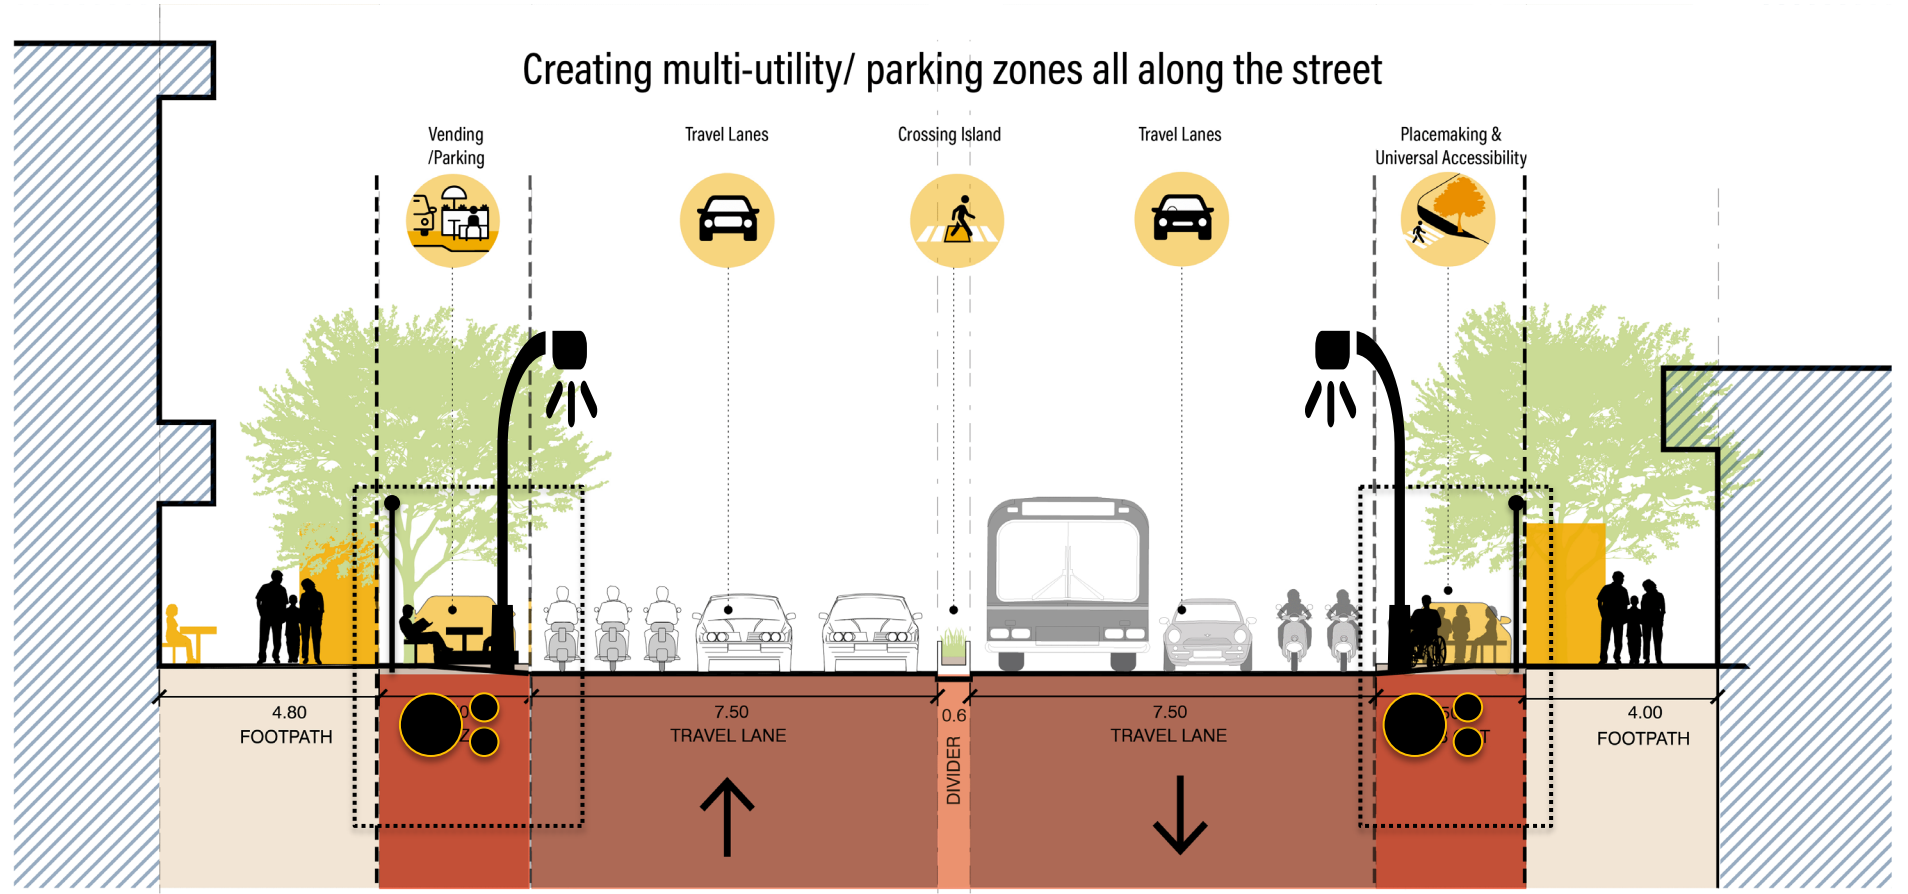 Creating multi-utility/ parking zones all along the street
Vending
/Parking
Travel Lanes
Crossing Island
Travel Lanes
Placemaking &
Universal Accessibility
4.80
FOOTPATH
7.50
TRAVEL LANE
0.6
DIVIDER
7.50
TRAVEL LANE
4.00
FOOTPATH